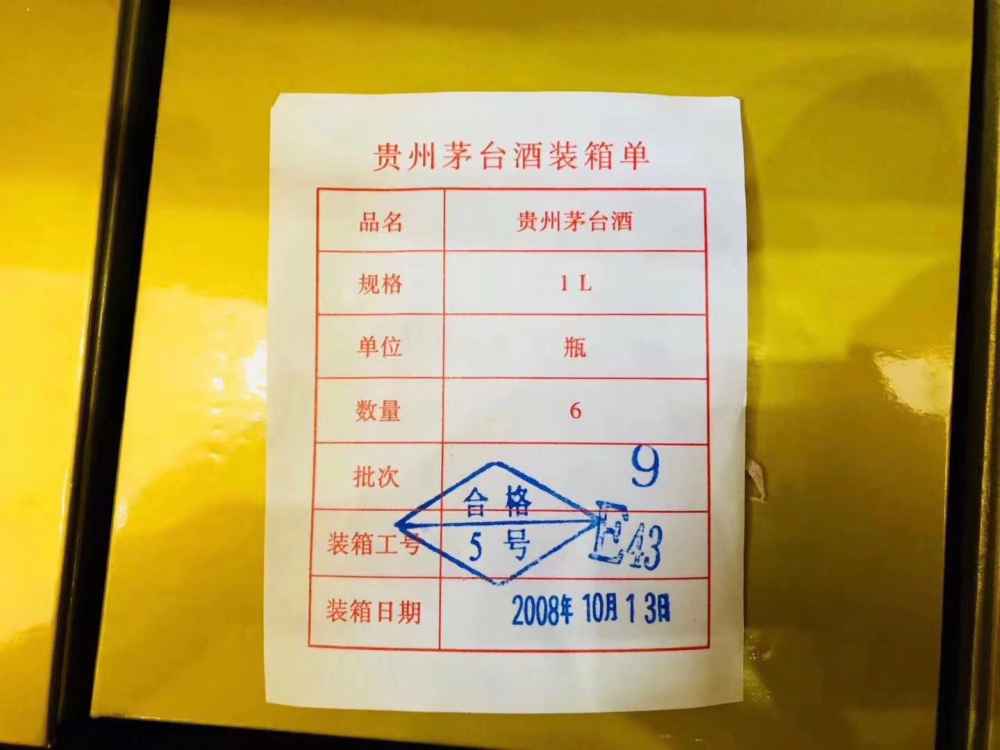 贵州茅台酒装箱单
品名 贵州茅台酒
规格 1 L
单位 瓶
数量 6
批次 9
合格
装箱工号 5号 E43
装箱日期 2008年 10月 13日